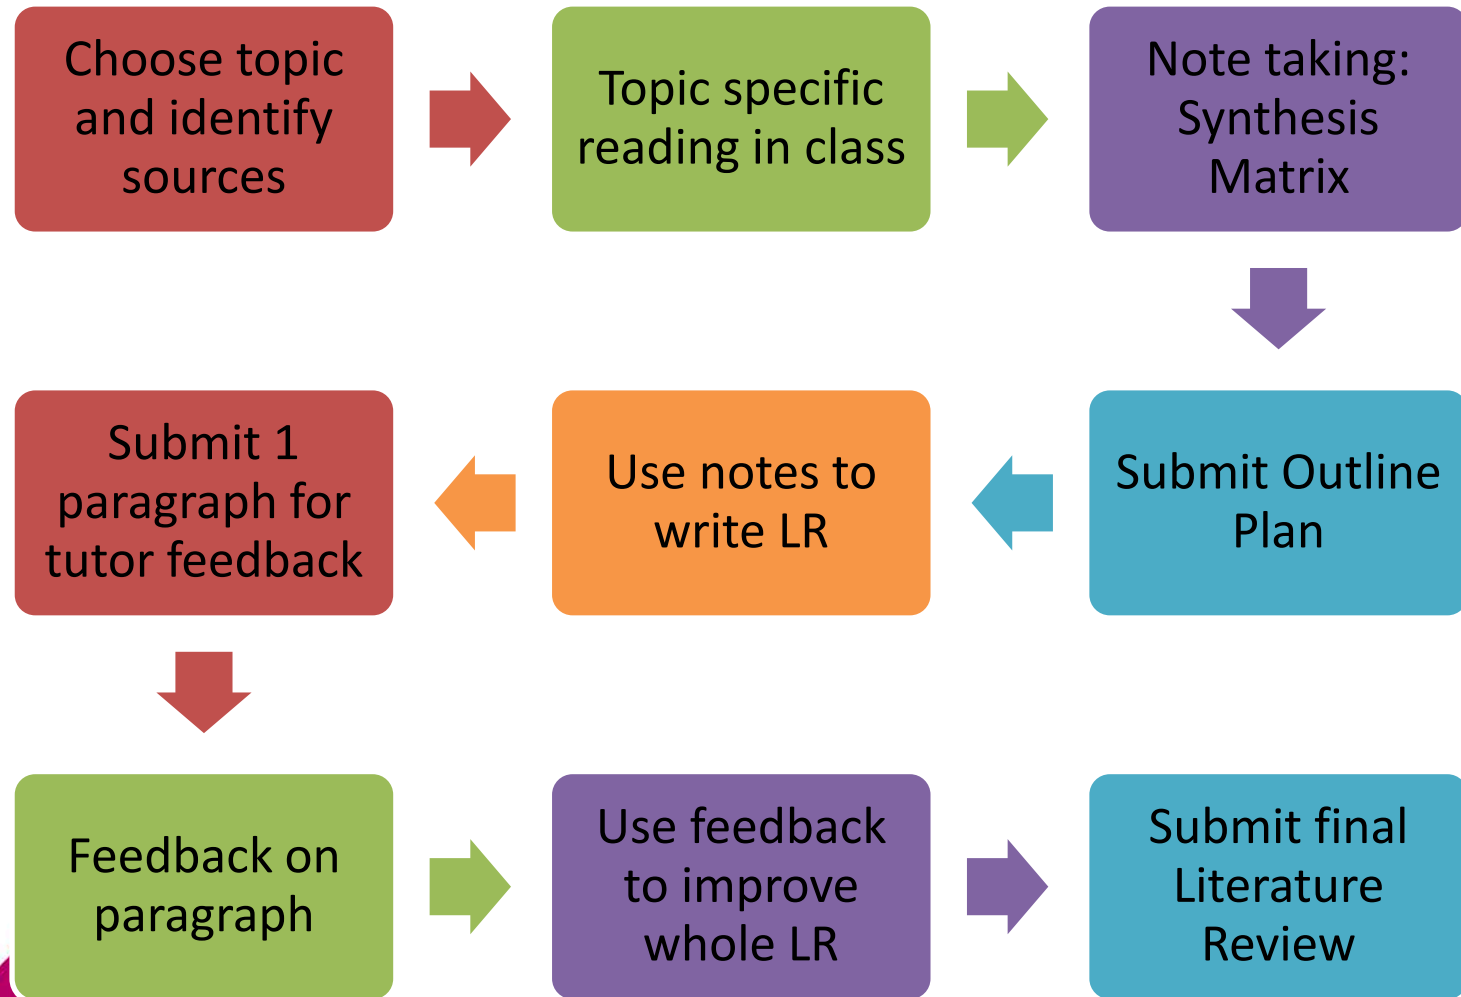 Choose topic
and identify
sources
Topic specific
reading in class
Note taking:
Synthesis
Matrix
Submit Outline
Plan
Use notes to
write LR
Submit 1
paragraph for
tutor feedback
Feedback on
paragraph
Use feedback
to improve
whole LR
Submit final
Literature
Review